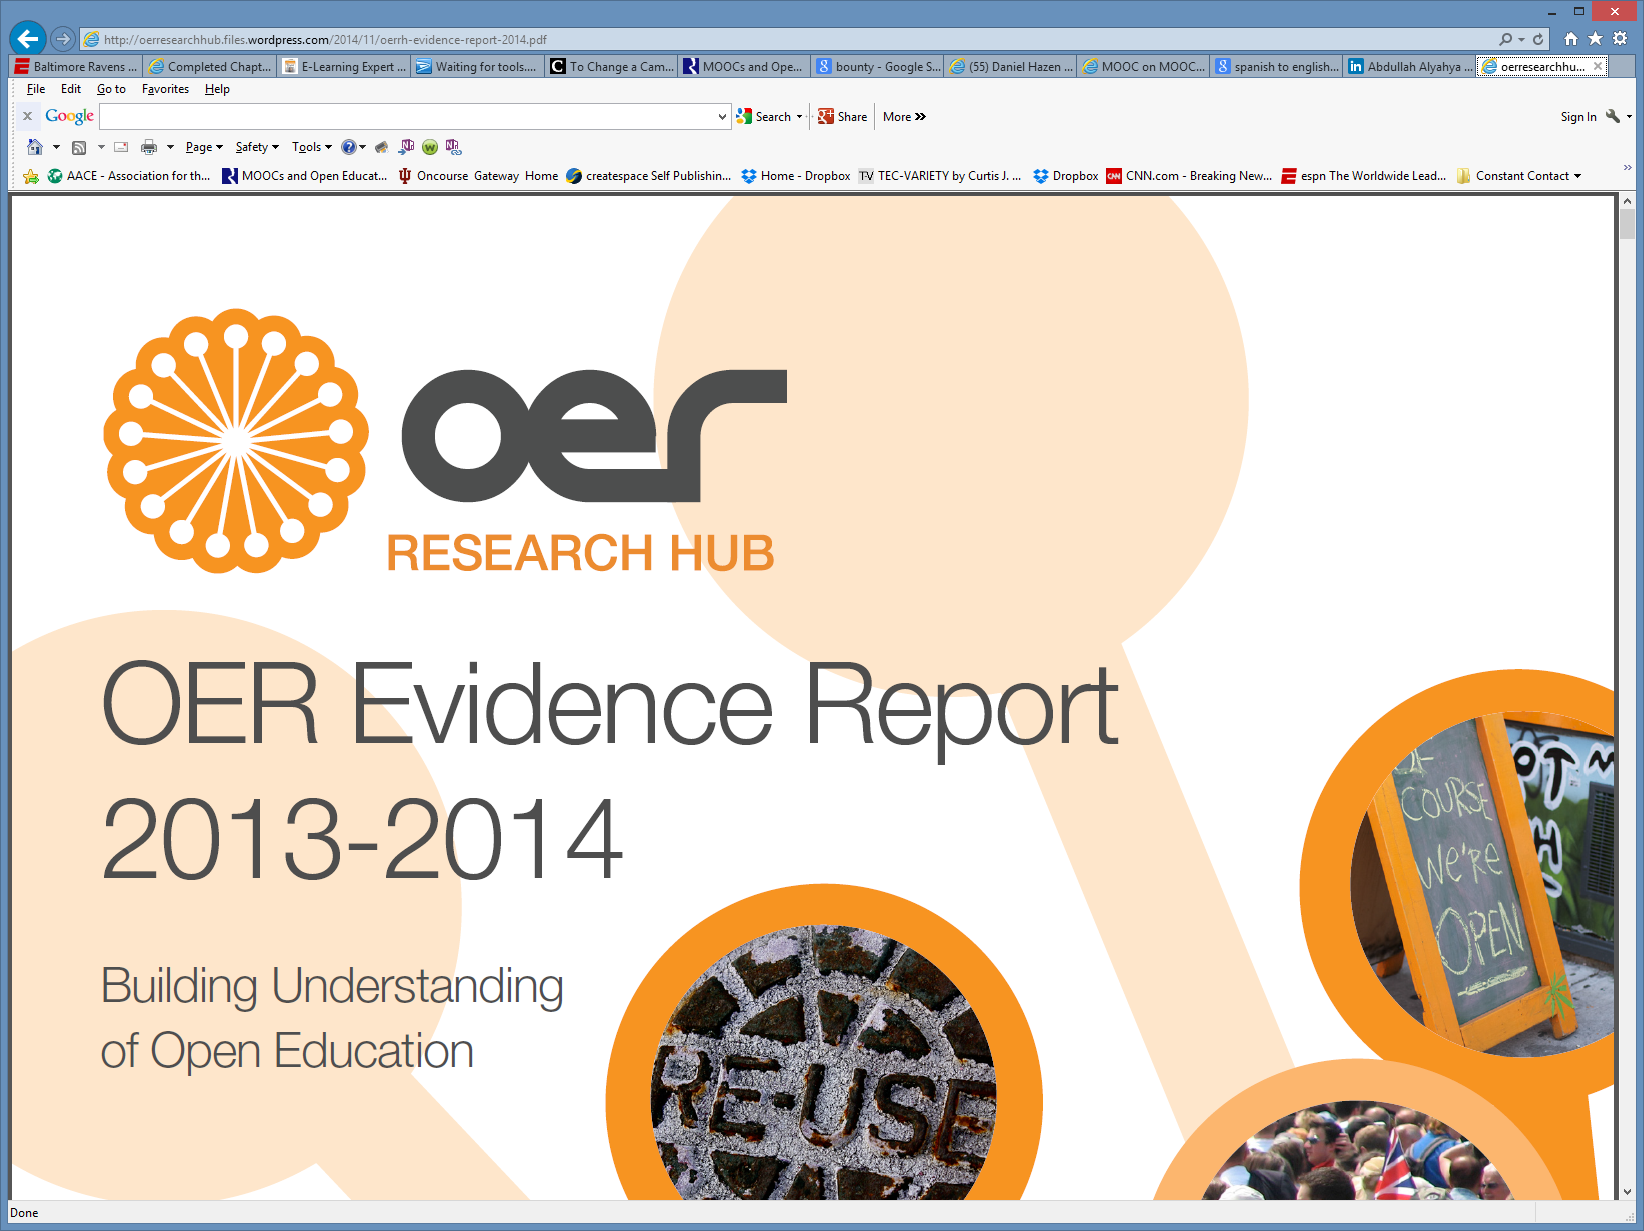 http://oerresearchhub.files.wordpress.com/2014/11/oerrh-evidence-report-2014.pdf
Baltimore Ravens ...
Completed Chapt...
E-Learning Expert ...
Waiting for tools....
To Change a Cam...
MOOCs and Ope...
bounty - Google S...
(55) Daniel Hazen ...
MOOC on MOOC...
spanish to english...
Abdullah Alyahya ...
oerresearchhu...
File Edit Go to Favorites Help
x Google Search Share More » Sign In
Page Safety Tools
AACE - Association for th...
MOOCs and Open Educat...
Oncourse Gateway Home
createspace Self Publishin...
Home - Dropbox
TV TEC-VARIETY by Curtis J. ...
Dropbox
CNN CNN.com - Breaking New...
espn The Worldwide Lead...
Constant Contact
oer
RESEARCH HUB
OER Evidence Report
2013-2014
Building Understanding
of Open Education
COURSE
WE'RE
OPEN
RE-USE
Done